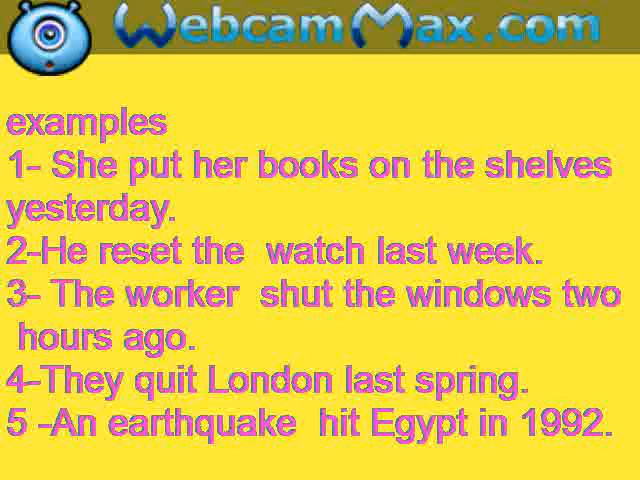 WebcamMax.com
examples
1- She put her books on the shelves
yesterday.
2-He reset the  watch last week.
3- The worker  shut the windows two
hours ago.
4-They quit London last spring.
5 -An earthquake  hit Egypt in 1992.